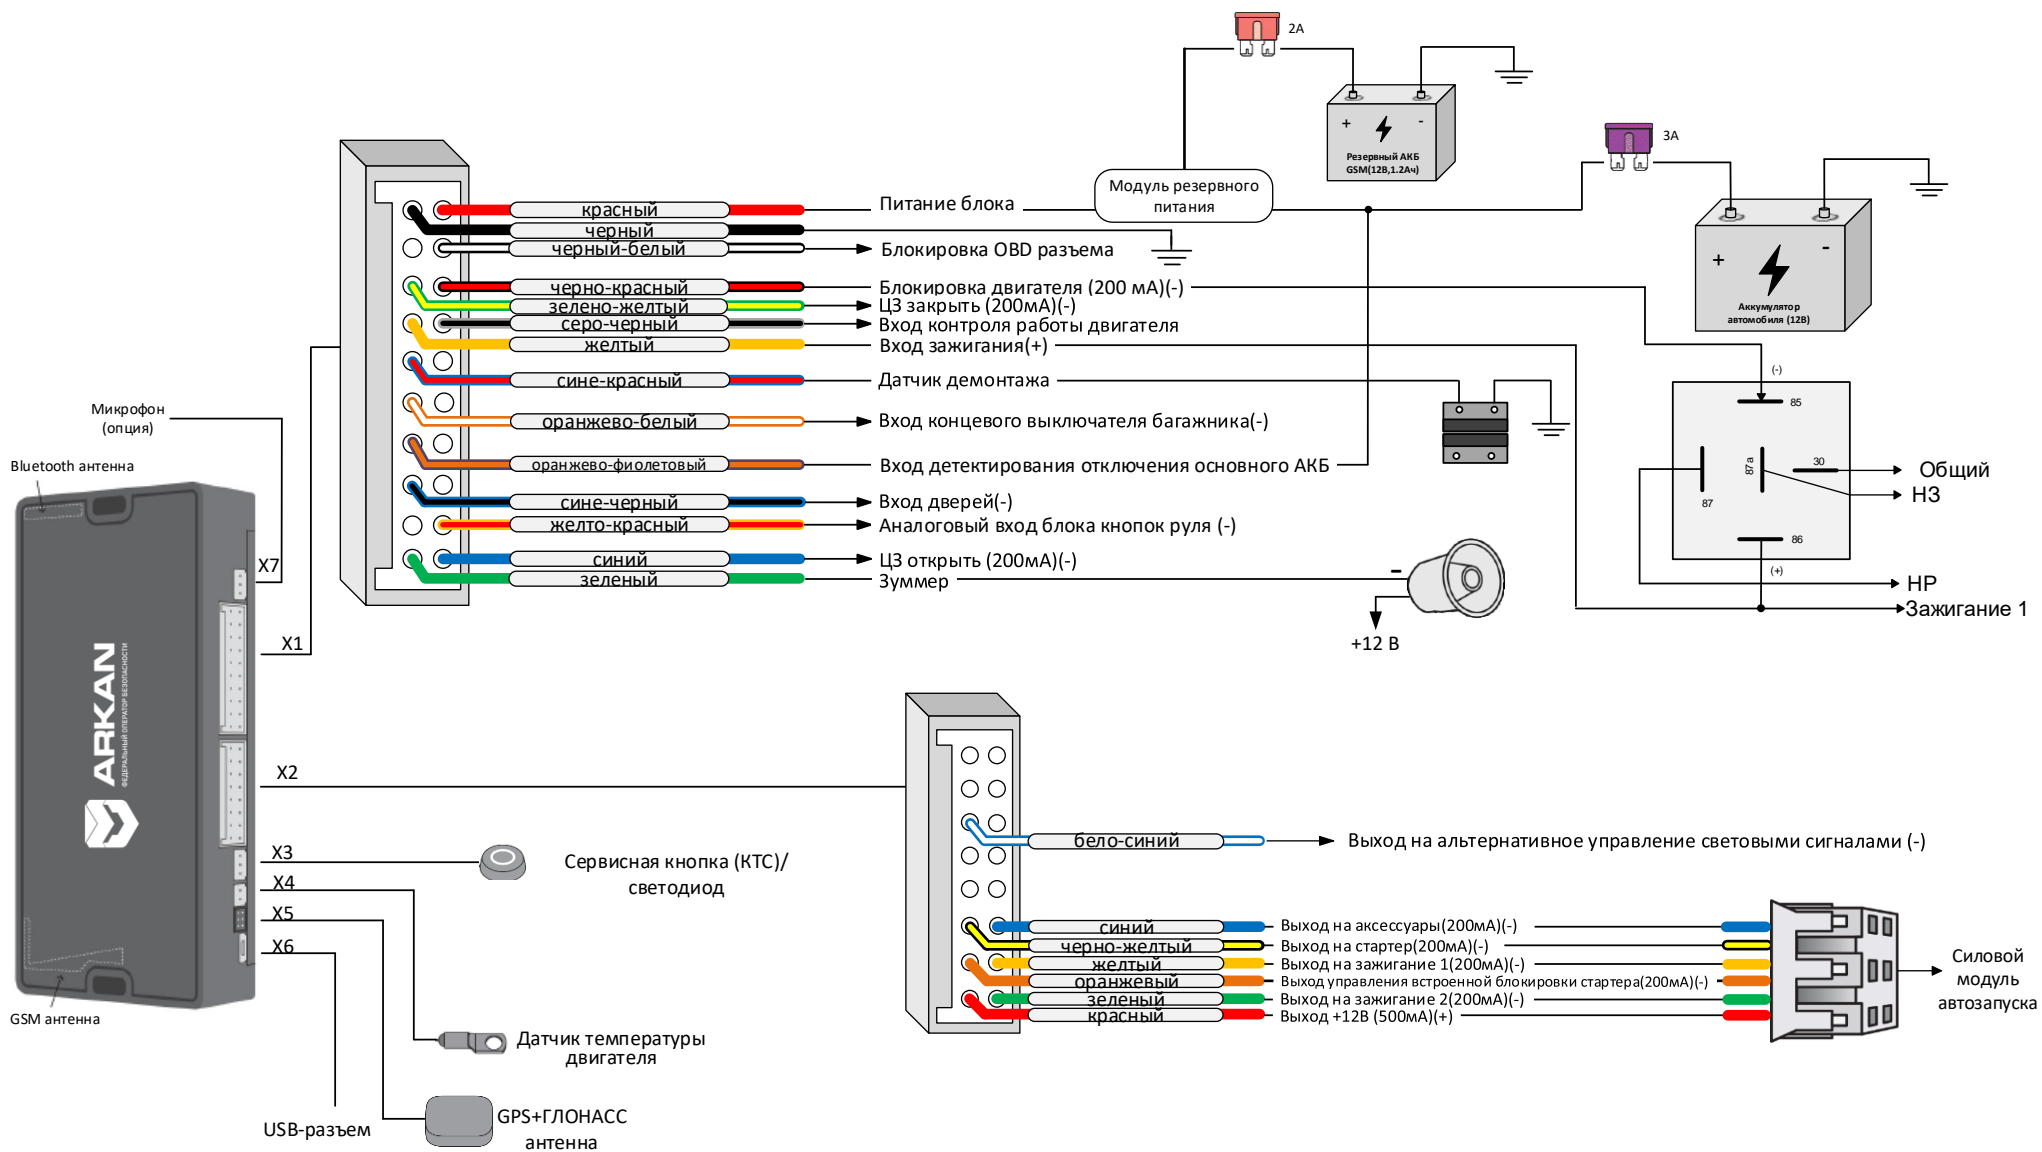 2А
+
-
Резервный АКБ
GSM(12В,1.2Ач)
3А
+
-
Аккумулятор
автомобиля (12В)
Модуль резервного
питания
красный
Питание блока
черный
черный-белый
Блокировка OBD разъема
черно-красный
Блокировка двигателя (200 мА)(-)
зелено-желтый
ЦЗ закрыть (200мА)(-)
серо-черный
Вход контроля работы двигателя
желтый
Вход зажигания(+)
сине-красный
Датчик демонтажа
оранжево-белый
Вход концевого выключателя багажника(-)
оранжево-фиолетовый
Вход детектирования отключения основного АКБ
сине-черный
Вход дверей(-)
желто-красный
Аналоговый вход блока кнопок руля (-)
синий
ЦЗ открыть (200мА)(-)
зеленый
Зуммер
-
+12 В
(-)
85
87а
30
87
86
(+)
Общий
НЗ
НР
Зажигание 1
Микрофон
(опция)
Bluetooth антенна
X7
X1
X2
X3
X4
X5
X6
ARKAN
ФЕДЕРАЛЬНЫЙ ОПЕРАТОР БЕЗОПАСНОСТИ
GSM антенна
Сервисная кнопка (КТС)/
светодиод
Датчик температуры
двигателя
GPS+ГЛОНАСС
антенна
USB-разъем
бело-синий
Выход на альтернативное управление световыми сигналами (-)
синий
Выход на аксессуары(200мА)(-)
черно-желтый
Выход на стартер(200мА)(-)
желтый
Выход на зажигание 1(200мА)(-)
оранжевый
Выход управления встроенной блокировки стартера(200мА)(-)
зеленый
Выход на зажигание 2(200мА)(-)
красный
Выход +12В (500мА)(+)
Силовой
модуль
автозапуска